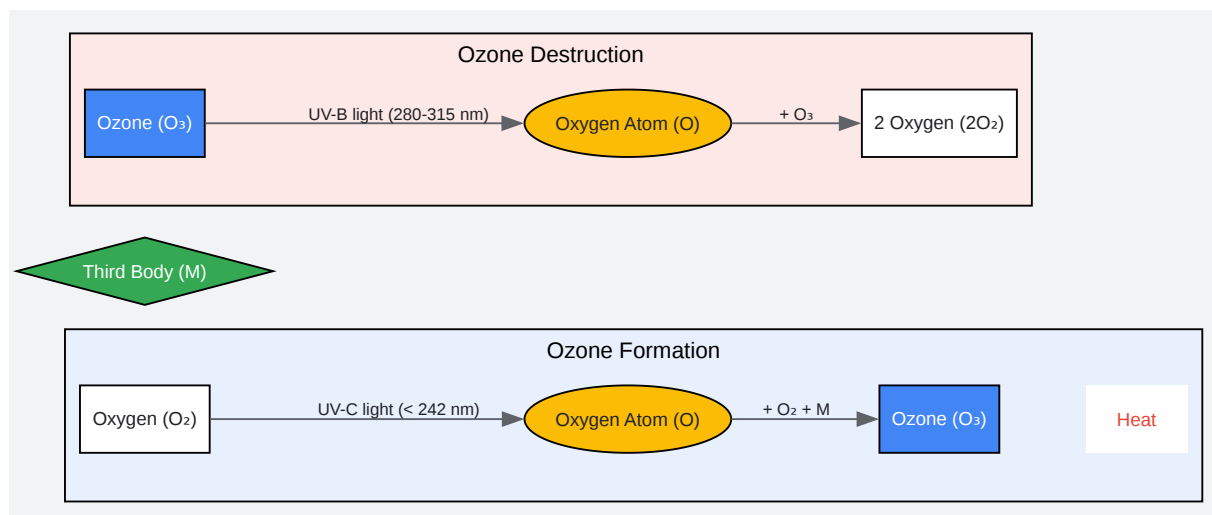 Ozone Destruction
Ozone (O₃)
UV-B light (280-315 nm)
Oxygen Atom (O)
+ O₃
2 Oxygen (2O₂)
Third Body (M)
Ozone Formation
Oxygen (O₂)
UV-C light (< 242 nm)
Oxygen Atom (O)
+ O₂ + M
Ozone (O₃)
Heat